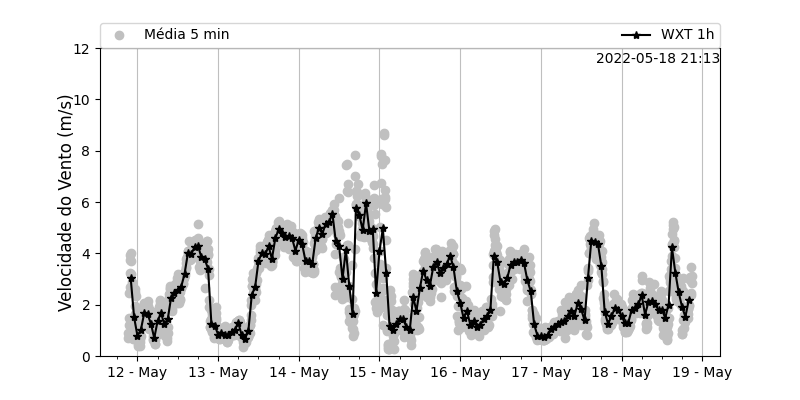 Média 5 min
WXT 1h
2022-05-18 21:13
Velocidade do Vento (m/s)
12
10
8
6
4
2
0
12 - May
13 - May
14 - May
15 - May
16 - May
17 - May
18 - May
19 - May